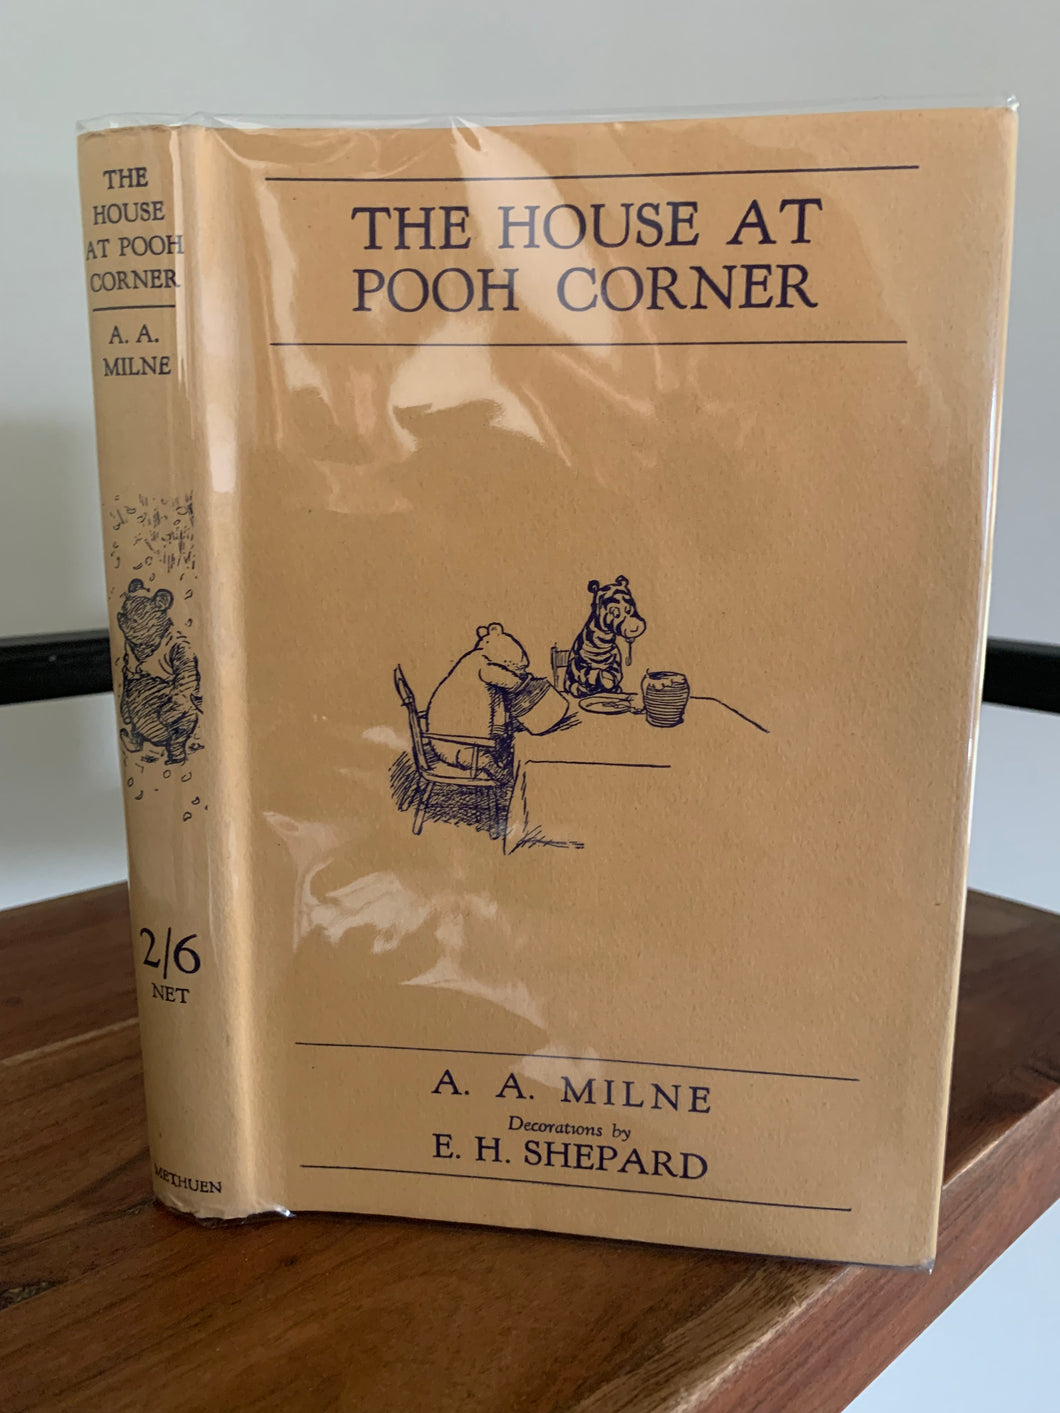 THE
HOUSE
AT POOH
CORNER
A. A.
MILNE
2/6
NET
METHUEN
THE HOUSE AT
POOH CORNER
A. A. MILNE
Decorations by
E. H. SHEPARD